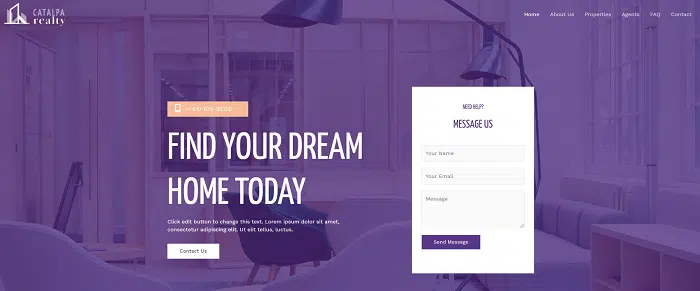 CATALPA
realty
Home About Us Properties Agents FAQ Contact
FIND YOUR DREAM
HOME TODAY
Click edit button to change this text. Lorem ipsum dolor sit amet,
consectetur adipiscing elit. Ut elit tellus, luctus.
Contact Us
NEED HELP?
MESSAGE US
Your Name
Your Email
Message
Send Message